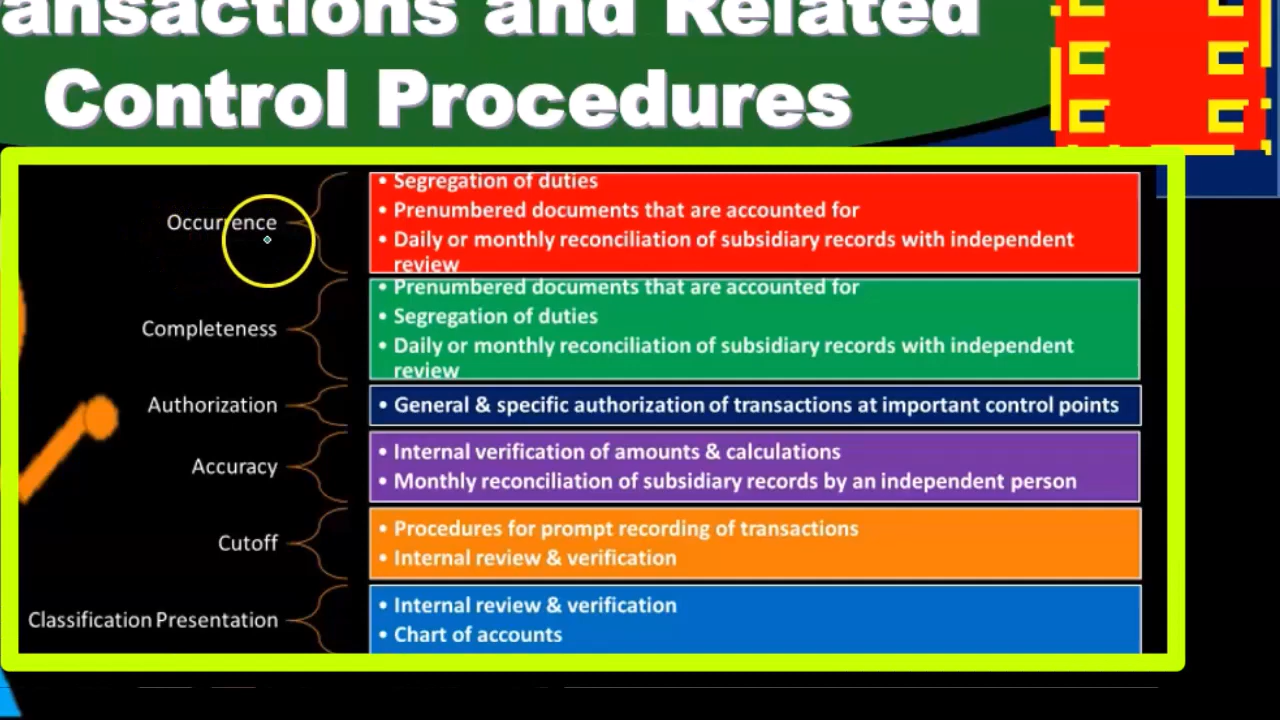 ansactions and Related
Control Procedures
Occurrence
• Segregation of duties
• Prenumbered documents that are accounted for
• Daily or monthly reconciliation of subsidiary records with independent
review
Completeness
• Prenumbered documents that are accounted for
• Segregation of duties
• Daily or monthly reconciliation of subsidiary records with independent
review
Authorization
• General & specific authorization of transactions at important control points
Accuracy
• Internal verification of amounts & calculations
• Monthly reconciliation of subsidiary records by an independent person
Cutoff
• Procedures for prompt recording of transactions
• Internal review & verification
Classification Presentation
• Internal review & verification
• Chart of accounts